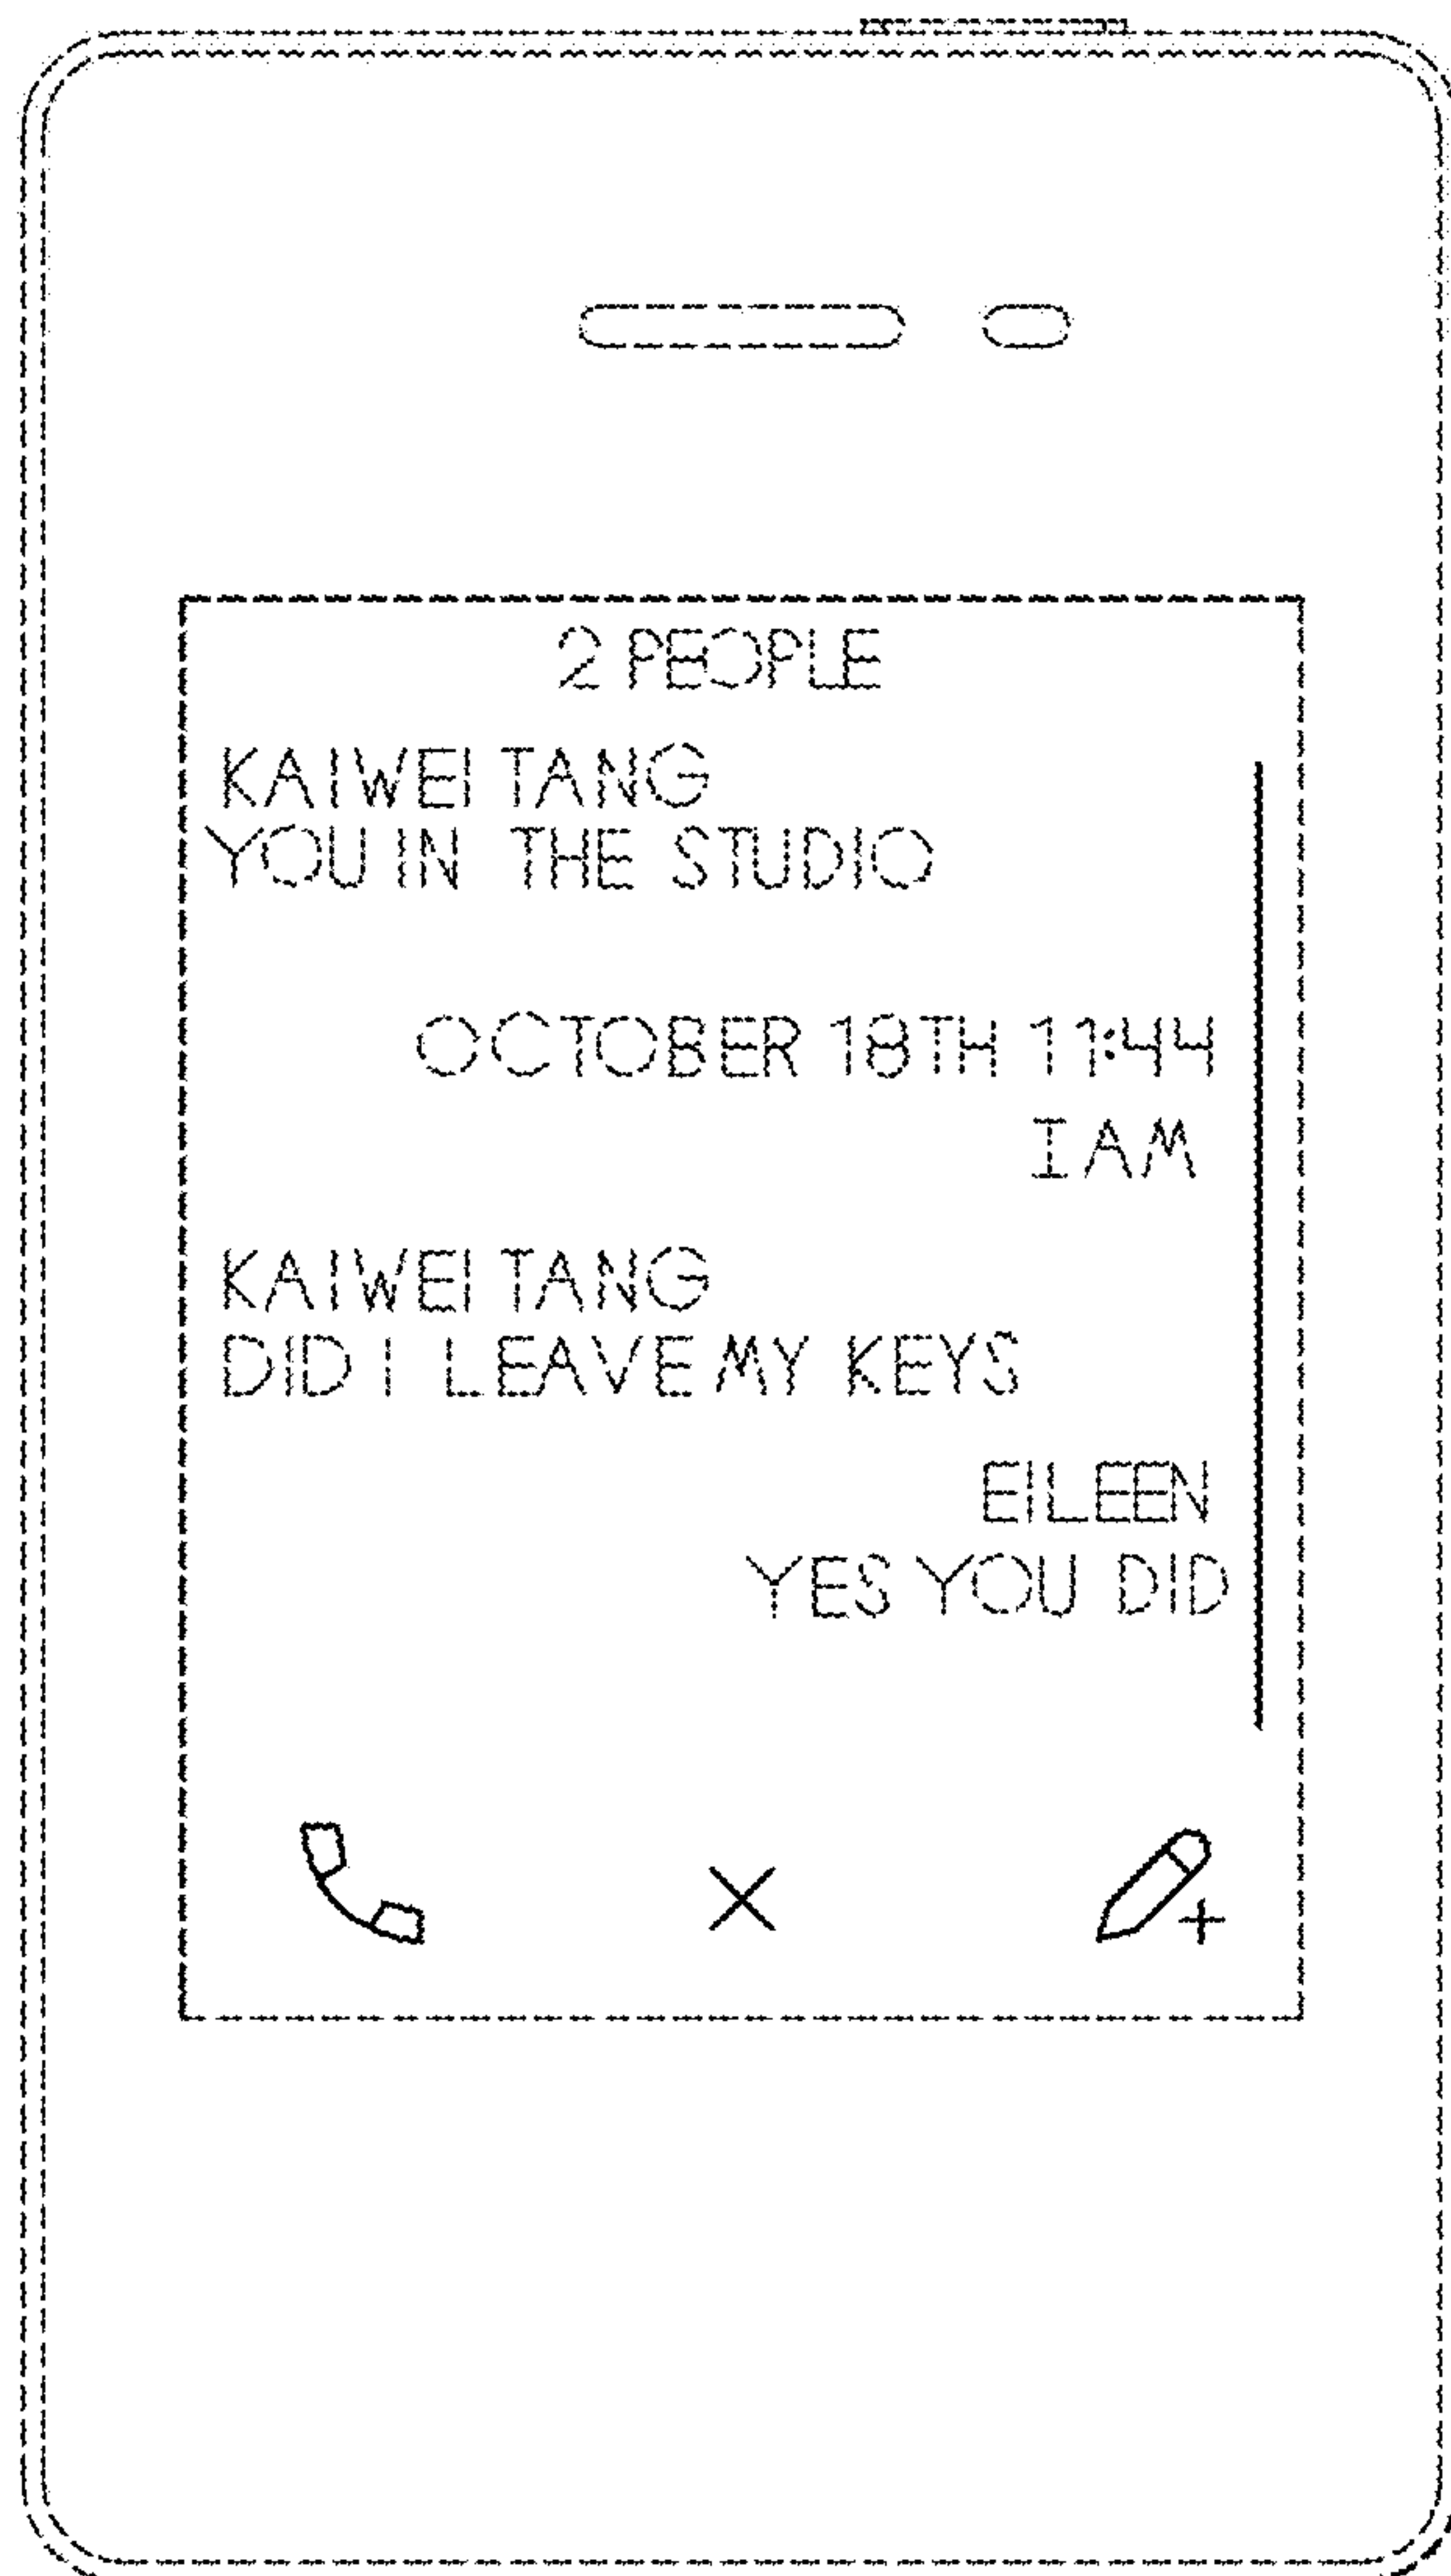 2 PEOPLE
KAIWEI TANG
YOU IN THE STUDIO
OCTOBER 18TH 11:44
I AM
KAIWEI TANG
DID I LEAVE MY KEYS
EILEEN
YES YOU DID